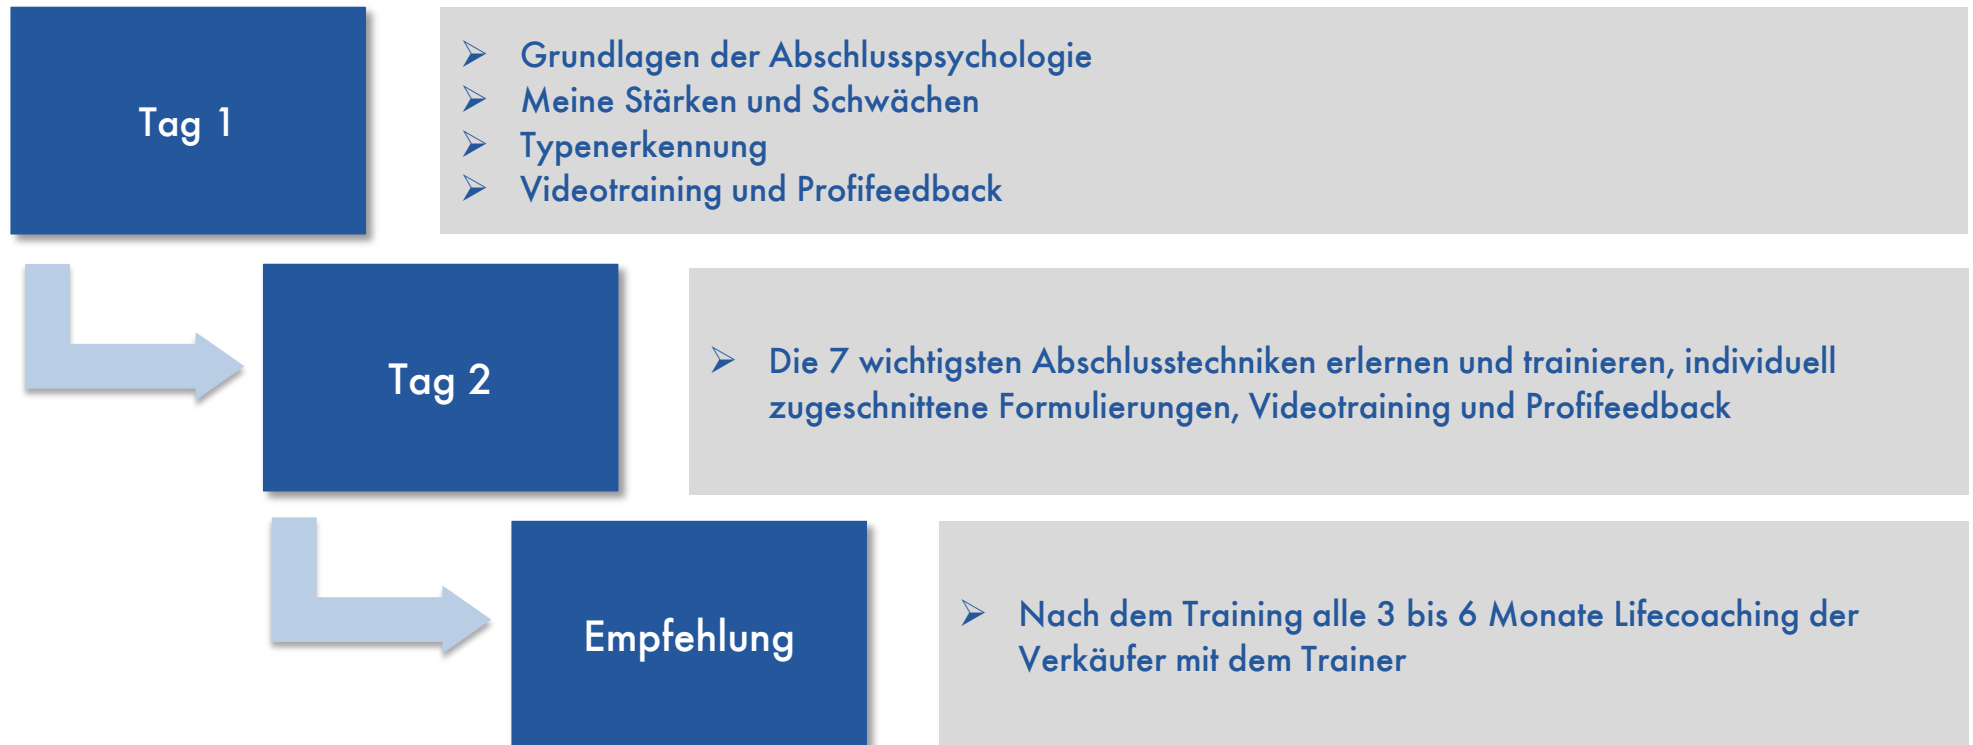 Tag 1
➢ Grundlagen der Abschlusspsychologie
➢ Meine Stärken und Schwächen
➢ Typenerkennung
➢ Videotraining und Profifeedback
Tag 2
➢ Die 7 wichtigsten Abschlusstechniken erlernen und trainieren, individuell
zugeschnittene Formulierungen, Videotraining und Profifeedback
Empfehlung
➢ Nach dem Training alle 3 bis 6 Monate Lifecoaching der
Verkäufer mit dem Trainer